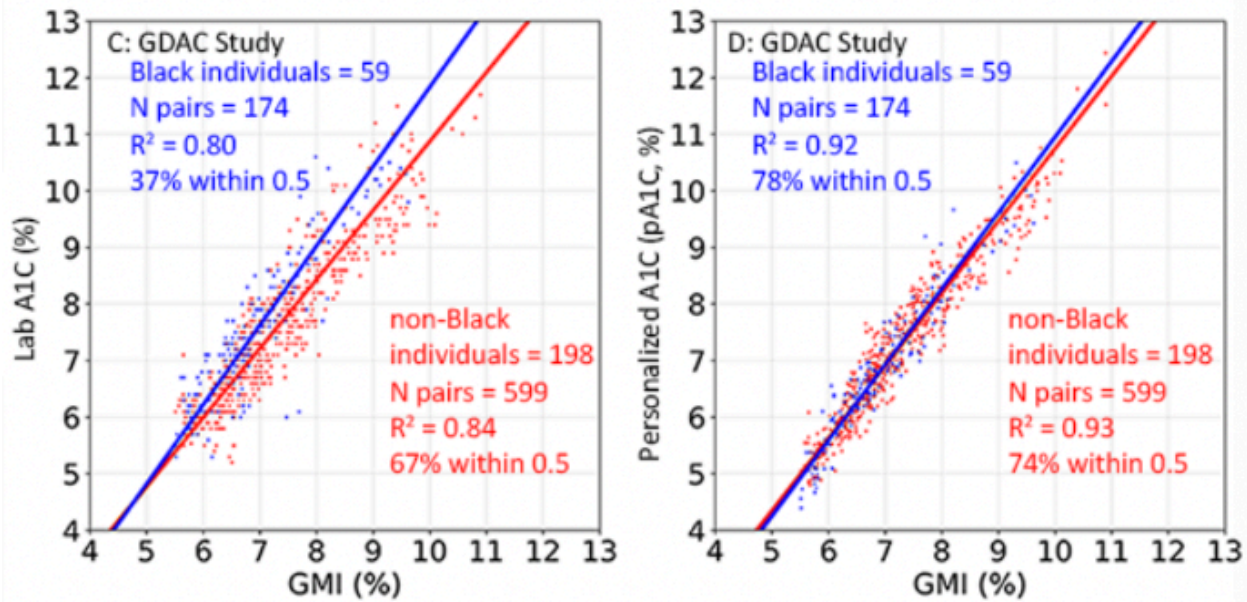 C: GDAC Study
Black individuals = 59
N pairs = 174
R² = 0.80
37% within 0.5
non-Black
individuals = 198
N pairs = 599
R² = 0.84
67% within 0.5
Lab A1C (%)
13
12
11
10
9
8
7
6
5
4
4 5 6 7 8 9 10 11 12 13
GMI (%)
D: GDAC Study
Black individuals = 59
N pairs = 174
R² = 0.92
78% within 0.5
non-Black
individuals = 198
N pairs = 599
R² = 0.93
74% within 0.5
Personalized A1C (pA1C, %)
13
12
11
10
9
8
7
6
5
4
4 5 6 7 8 9 10 11 12 13
GMI (%)